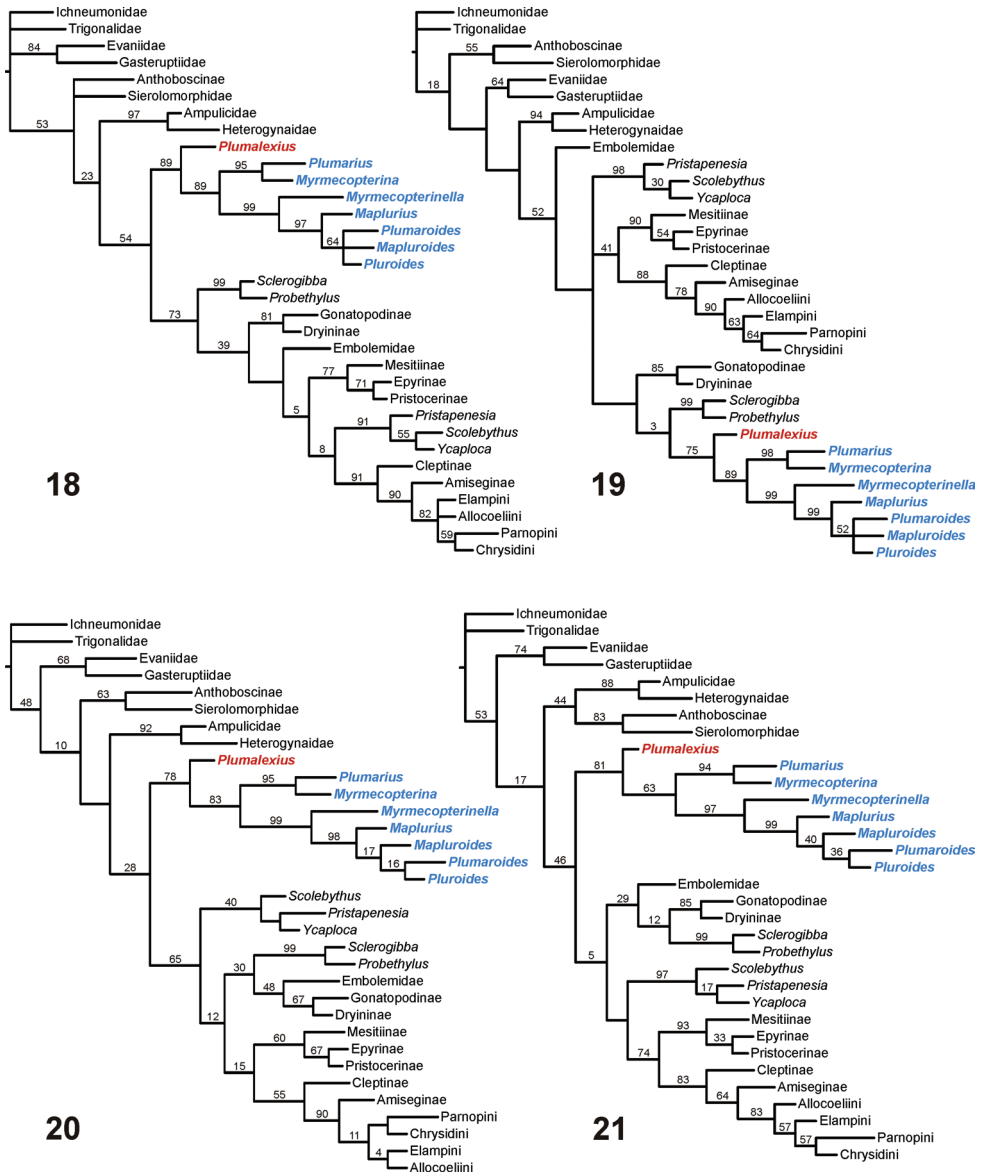 Ichneumonidae
Trigonalidae
84
Evaniidae
Gasteruptiidae
Anthoboscinae
53
Sierolomorphidae
97
Ampulicidae
Heterogynaidae
23
89
Plumalexius
95
Plumarius
89
Myrmecopterina
99
Myrmecopterinella
97
Maplurius
54
64
Plumaroides
Mapluroides
Pluroides
99
Sclerogibba
Probethylus
73
81
Gonatopodinae
Dryininae
39
Embolemidae
77
Mesitiinae
5
71
Epyrinae
Pristocerinae
91
Pristapenesia
8
55
Scolebythus
Ycaploca
91
Cleptinae
90
Amiseginae
82
Elampini
Allocoeliini
59
Parnopini
Chrysidini
18
Ichneumonidae
Trigonalidae
55
Anthoboscinae
18
Sierolomorphidae
64
Evaniidae
Gasteruptiidae
94
Ampulicidae
Heterogynaidae
Embolemidae
98
Pristapenesia
30
Scolebythus
Ycaploca
52
90
Mesitiinae
41
54
Epyrinae
Pristocerinae
88
Cleptinae
78
Amiseginae
90
Allocoeliini
63
Elampini
64
Parnopini
Chrysidini
85
Gonatopodinae
Dryininae
99
Sclerogibba
3
Probethylus
75
Plumalexius
98
Plumarius
89
Myrmecopterina
99
Myrmecopterinella
99
Maplurius
52
Plumaroides
Mapluroides
Pluroides
19
Ichneumonidae
Trigonalidae
68
Evaniidae
48
Gasteruptiidae
63
Anthoboscinae
10
Sierolomorphidae
92
Ampulicidae
Heterogynaidae
78
Plumalexius
95
Plumarius
83
Myrmecopterina
99
Myrmecopterinella
98
Maplurius
17
Mapluroides
16
Plumaroides
28
Pluroides
40
Scolebythus
Pristapenesia
Ycaploca
65
99
Sclerogibba
30
Probethylus
48
Embolemidae
67
Gonatopodinae
12
Dryininae
60
Mesitiinae
15
67
Epyrinae
Pristocerinae
55
Cleptinae
90
Amiseginae
11
Parnopini
Chrysidini
4
Elampini
Allocoeliini
20
Ichneumonidae
Trigonalidae
74
Evaniidae
53
Gasteruptiidae
88
Ampulicidae
44
Heterogynaidae
83
Anthoboscinae
Sierolomorphidae
17
81
Plumalexius
94
Plumarius
63
Myrmecopterina
97
Myrmecopterinella
99
Maplurius
40
Mapluroides
36
Plumaroides
46
Pluroides
29
Embolemidae
85
Gonatopodinae
12
Dryininae
99
Sclerogibba
5
Probethylus
97
Scolebythus
17
Pristapenesia
Ycaploca
93
Mesitiinae
74
33
Epyrinae
Pristocerinae
83
Cleptinae
64
Amiseginae
83
Allocoeliini
57
Elampini
57
Parnopini
Chrysidini
21